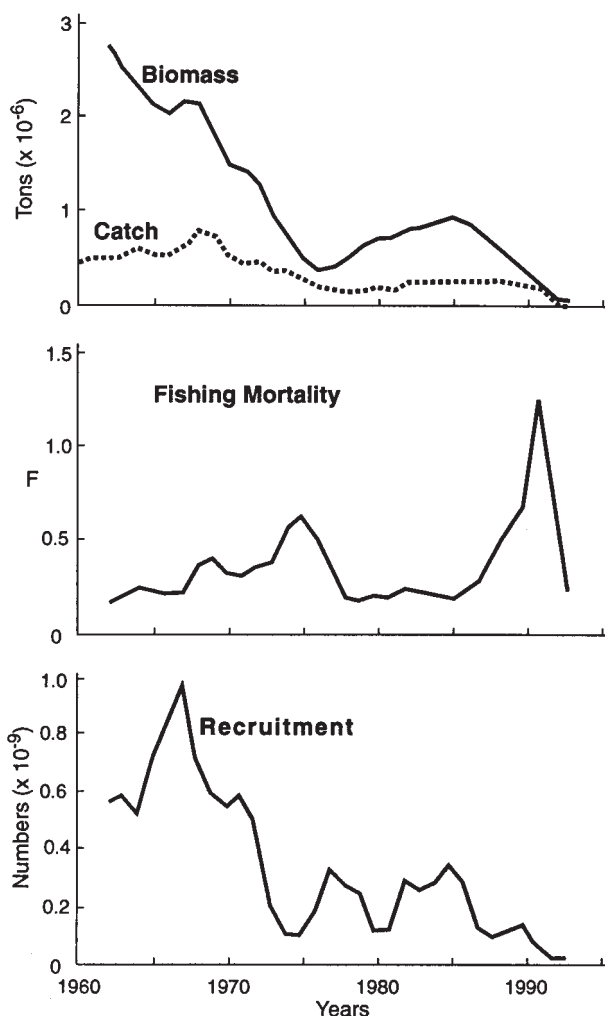 3
Biomass
2
Tons (x 10⁻⁶)
1
Catch
0
1.5
Fishing Mortality
1.0
F
0.5
0
1.0
Recruitment
0.8
0.6
Numbers (x 10⁻⁹)
0.4
0.2
0
1960 1970 1980 1990
Years